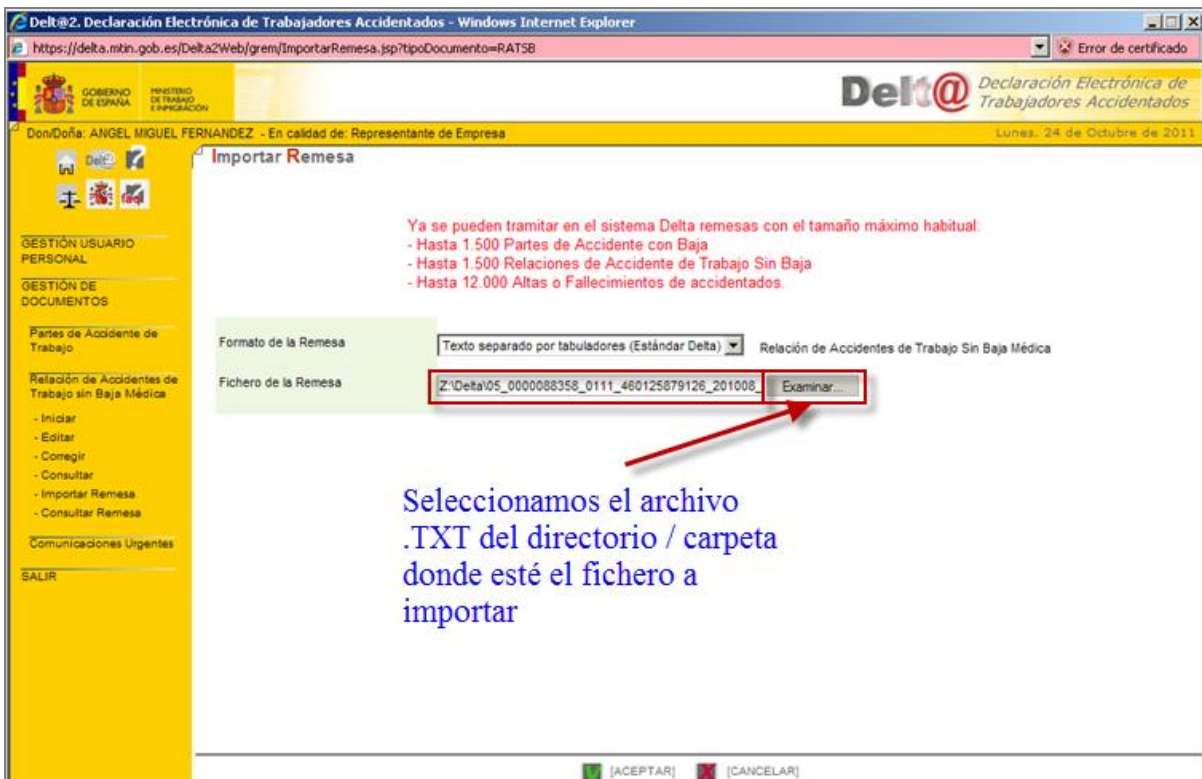 Delt@2. Declaración Electrónica de Trabajadores Accidentados - Windows Internet Explorer
https://delta.mtin.gob.es/Delta2Web/grem/ImportarRemesa.jsp?tipoDocumento=RATSB
Error de certificado
GOBIERNO DE ESPAÑA
MINISTERIO DE TRABAJO E INMIGRACIÓN
Delt@
Declaración Electrónica de
Trabajadores Accidentados
Don/Doña: ANGEL MIGUEL FERNANDEZ - En calidad de: Representante de Empresa
Lunes, 24 de Octubre de 2011
Delt@
faq!
Importar Remesa
Ya se pueden tramitar en el sistema Delta remesas con el tamaño máximo habitual:
- Hasta 1.500 Partes de Accidente con Baja
- Hasta 1.500 Relaciones de Accidente de Trabajo Sin Baja
- Hasta 12.000 Altas o Fallecimientos de accidentados.
GESTIÓN USUARIO
PERSONAL
GESTIÓN DE
DOCUMENTOS
Partes de Accidente de
Trabajo
Relación de Accidentes de
Trabajo sin Baja Médica
- Iniciar
- Editar
- Corregir
- Consultar
- Importar Remesa
- Consultar Remesa
Comunicaciones Urgentes
SALIR
Formato de la Remesa
Texto separado por tabuladores (Estándar Delta)
Relación de Accidentes de Trabajo Sin Baja Médica
Fichero de la Remesa
Z:\Delta\05_0000088358_0111_460125879126_201008_
Examinar...
Seleccionamos el archivo
.TXT del directorio / carpeta
donde esté el fichero a
importar
[ACEPTAR]
[CANCELAR]